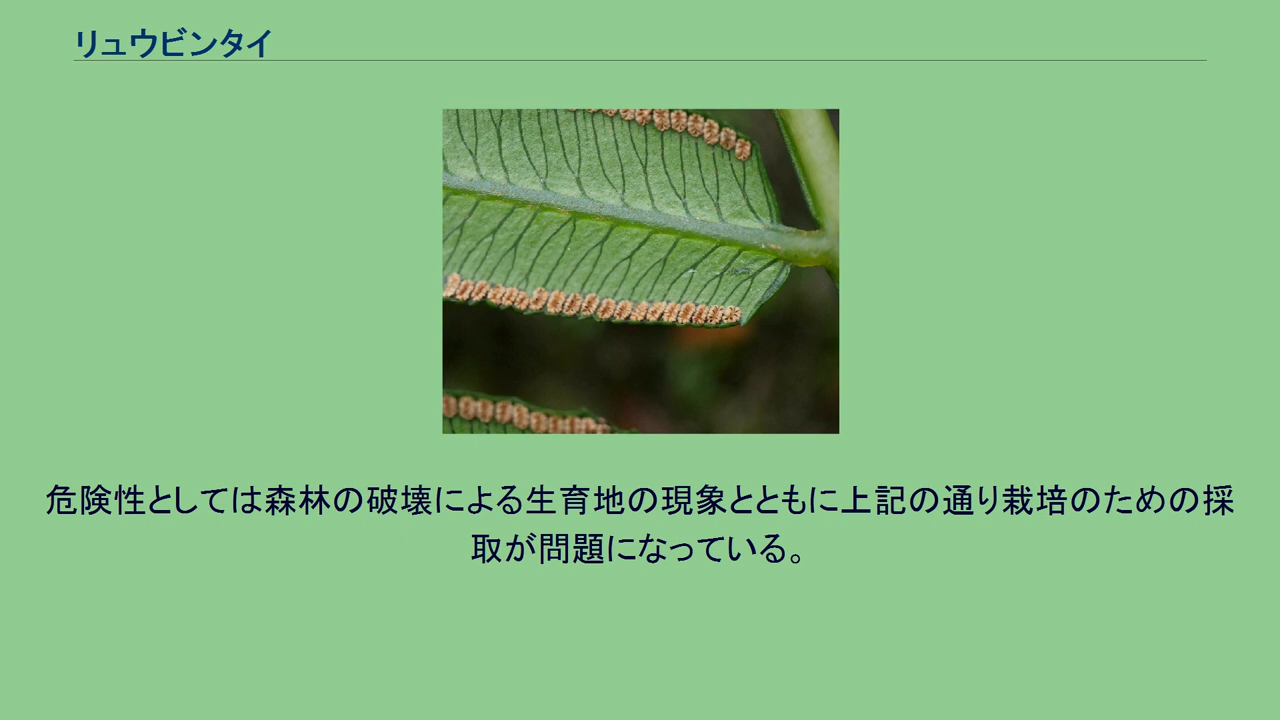 リュウビンタイ
危険性としては森林の破壊による生育地の現象とともに上記の通り栽培のための採
取が問題になっている。